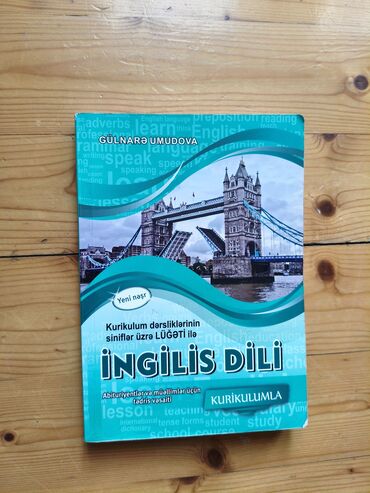 GÜLNARƏ UMUDOVA
Yeni nəşr
Kurikulum dərsliklərinin
siniflər üzrə LÜĞƏTİ ilə
İNGİLİS DİLİ
Abituriyentlər və müəllimlər üçün
tədris vəsaiti
KURİKULUMLA